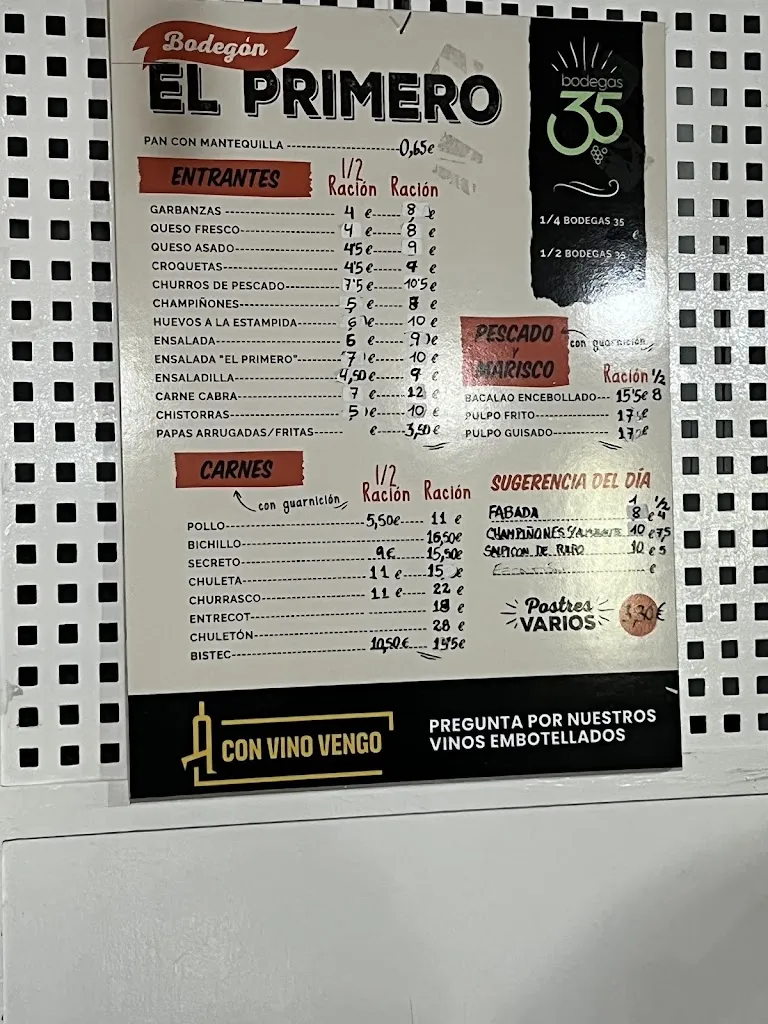 Bodegón
EL PRIMERO
bodegas
35
1/4 BODEGAS 35
€
1/2 BODEGAS 35
PAN CON MANTEQUILLA ---- 0,65€
ENTRANTES 1/2 Ración Ración
GARBANZAS ---- 4 € ---- 8 €
QUESO FRESCO ---- 4 € ---- 8 €
QUESO ASADO ---- 4'5 € ---- 9 €
CROQUETAS ---- 4'5 € ---- 9 €
CHURROS DE PESCADO ---- 7'5 € ---- 10'5 €
CHAMPIÑONES ---- 5 € ---- 8 €
HUEVOS A LA ESTAMPIDA ---- 6 € ---- 10 €
ENSALADA ---- 6 € ---- 9 €
ENSALADA "EL PRIMERO" ---- 7 € ---- 10 €
ENSALADILLA ---- 4,50 € ---- 9 €
CARNE CABRA ---- 7 ---- 12 €
CHISTORRAS ---- 5 € ---- 10 €
PAPAS ARRUGADAS/FRITAS ---- € ---- 3,50 €
PESCADO Y MARISCO con guarnición
Ración 1/2
BACALAO ENCEBOLLADO --- 15'5€ 8
PULPO FRITO ---- 17 €
PULPO GUISADO ---- 17 €
CARNES con guarnición 1/2 Ración Ración
POLLO ---- 5,50€ ---- 11 €
BICHILLO ---- 16,50€
SECRETO ---- 9€ ---- 15,50€
CHULETA ---- 11 € ---- 15 €
CHURRASCO ---- 11 € ---- 22 €
ENTRECOT ---- 18 €
CHULETÓN ---- 28 €
BISTEC ---- 10,50€ ---- 15€
SUGERENCIA DEL DÍA
1 1/2
FABADA 8 € 4
CHAMPIÑONES 10 € 7,5
SALPICON DE 10 € 5
€
Postres
VARIOS 3,30€
A CON VINO VENGO
PREGUNTA POR NUESTROS
VINOS EMBOTELLADOS